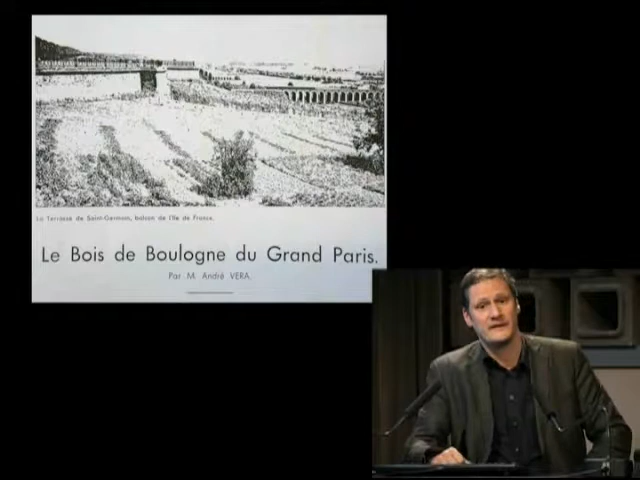 La Terrasse de Saint-Germain, balcon de l'Ile de France.
Le Bois de Boulogne du Grand Paris.
Par M. André VERA.